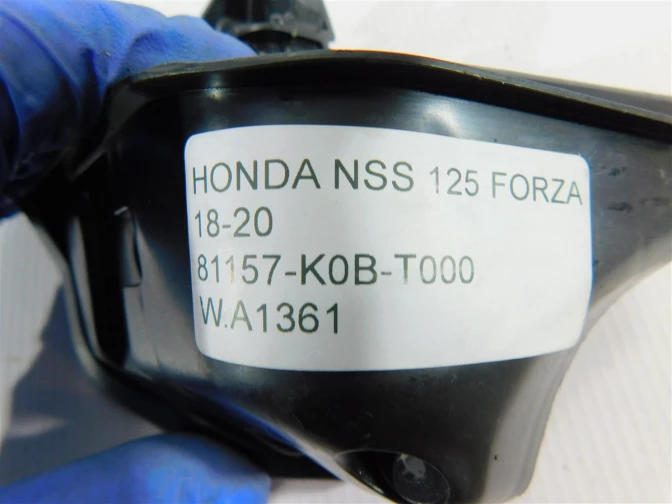 HONDA NSS 125 FORZA
18-20
81157-K0B-T000
W.A1361